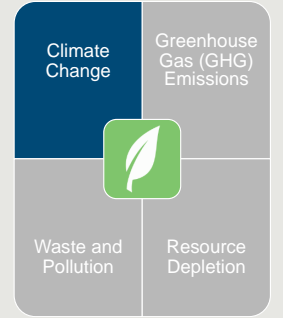 Climate
Change
Greenhouse
Gas (GHG)
Emissions
Waste and
Pollution
Resource
Depletion